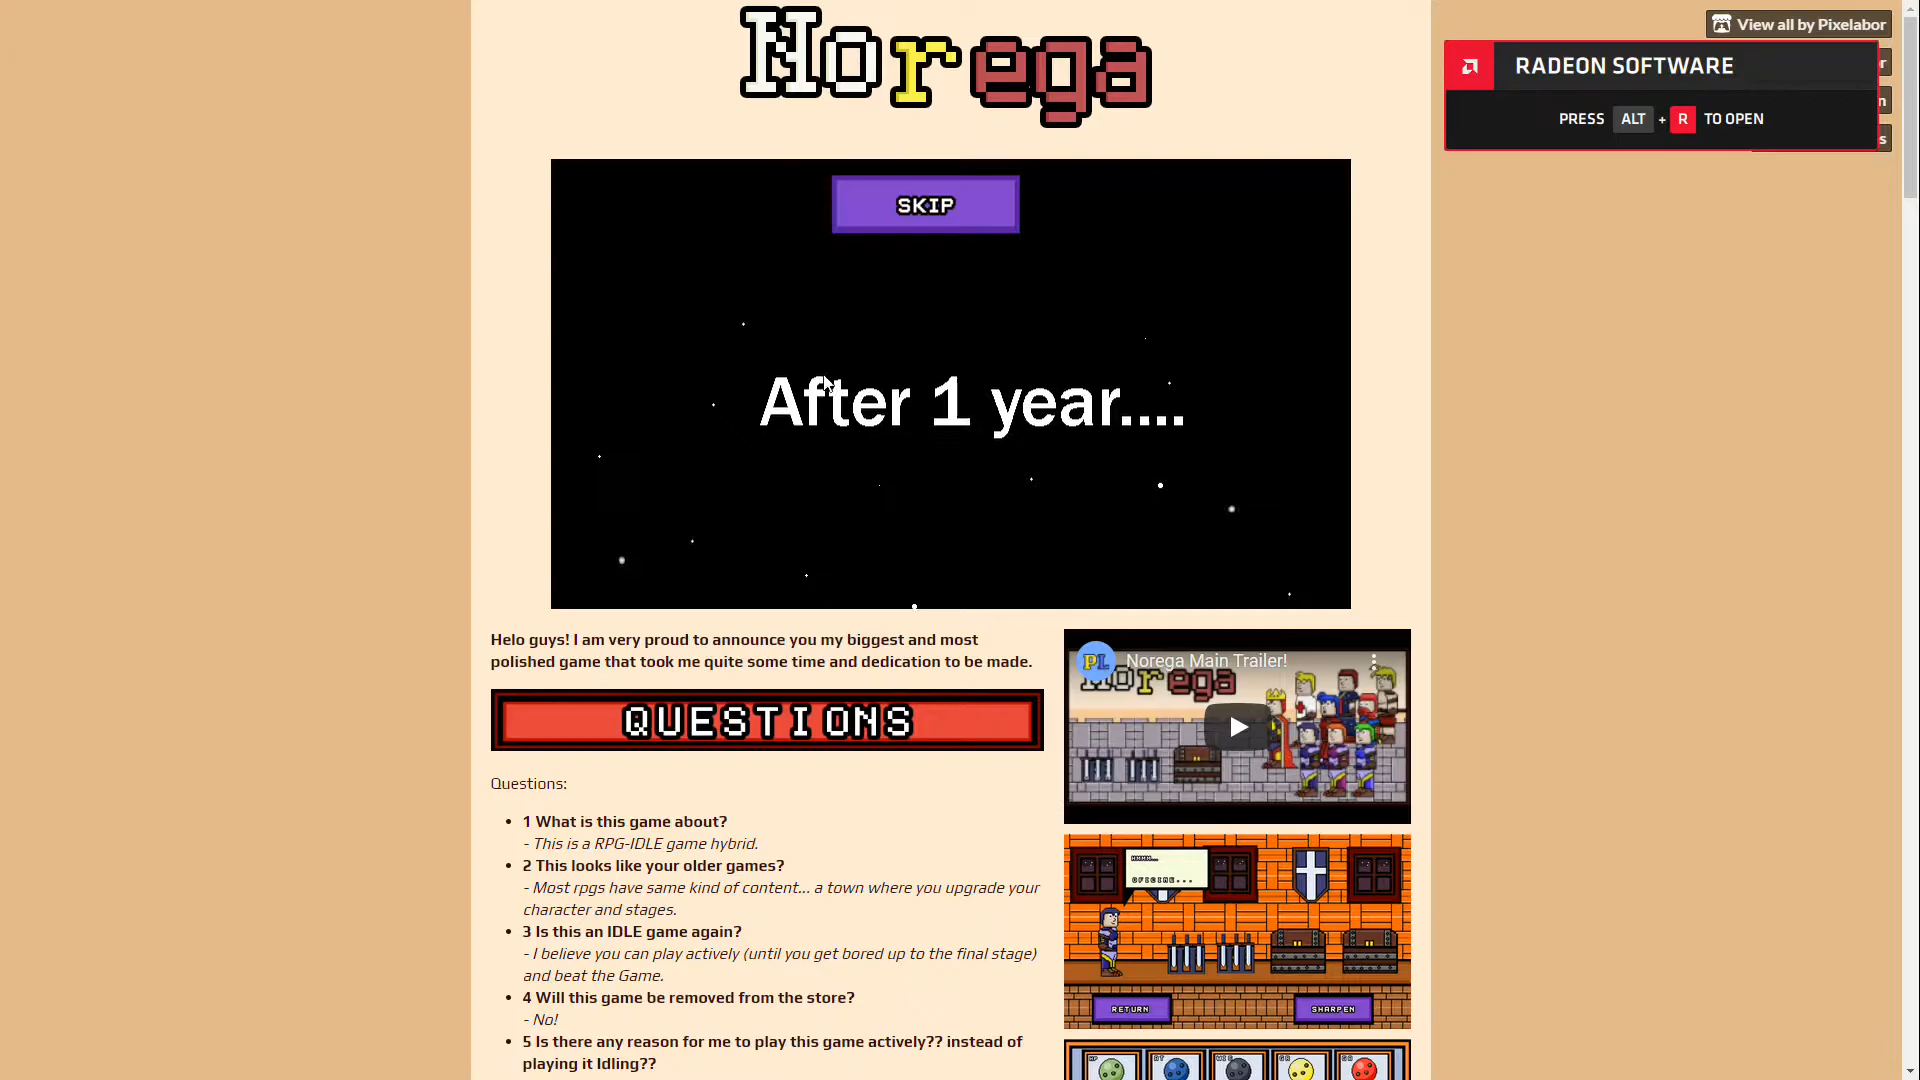 Norega
View all by Pixelabor
RADEON SOFTWARE
PRESS ALT + R TO OPEN
SKIP
After 1 year....
Helo guys! I am very proud to announce you my biggest and most
polished game that took me quite some time and dedication to be made.
QUESTIONS
Questions:
1 What is this game about?
- This is a RPG-IDLE game hybrid.
2 This looks like your older games?
- Most rpgs have same kind of content... a town where you upgrade your
character and stages.
3 Is this an IDLE game again?
- I believe you can play actively (until you get bored up to the final stage)
and beat the Game.
4 Will this game be removed from the store?
- No!
5 Is there any reason for me to play this game actively?? instead of
playing it Idling??
PL
Norega Main Trailer!
Norega
HMMM...
OFICINE...
RETURN
SHARPEN